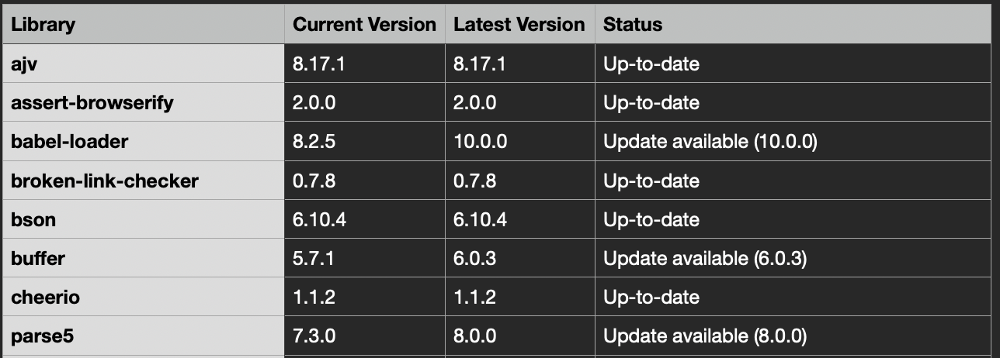 Library Current Version Latest Version Status
ajv 8.17.1 8.17.1 Up-to-date
assert-browserify 2.0.0 2.0.0 Up-to-date
babel-loader 8.2.5 10.0.0 Update available (10.0.0)
broken-link-checker 0.7.8 0.7.8 Up-to-date
bson 6.10.4 6.10.4 Up-to-date
buffer 5.7.1 6.0.3 Update available (6.0.3)
cheerio 1.1.2 1.1.2 Up-to-date
parse5 7.3.0 8.0.0 Update available (8.0.0)